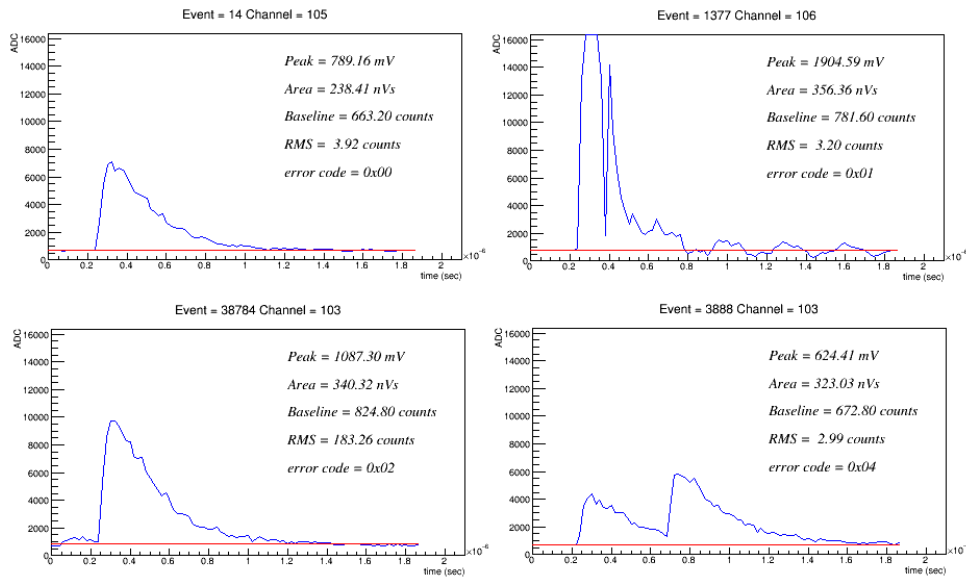 Event = 14 Channel = 105
ADC
16000
14000
12000
10000
8000
6000
4000
2000
0
Peak = 789.16 mV
Area = 238.41 nVs
Baseline = 663.20 counts
RMS = 3.92 counts
error code = 0x00
0 0.2 0.4 0.6 0.8 1 1.2 1.4 1.6 1.8 2
×10⁻⁶
time (sec)
Event = 1377 Channel = 106
ADC
16000
14000
12000
10000
8000
6000
4000
2000
0
Peak = 1904.59 mV
Area = 356.36 nVs
Baseline = 781.60 counts
RMS = 3.20 counts
error code = 0x01
0 0.2 0.4 0.6 0.8 1 1.2 1.4 1.6 1.8 2
×10⁻
time (sec)
Event = 38784 Channel = 103
ADC
16000
14000
12000
10000
8000
6000
4000
2000
0
Peak = 1087.30 mV
Area = 340.32 nVs
Baseline = 824.80 counts
RMS = 183.26 counts
error code = 0x02
0 0.2 0.4 0.6 0.8 1 1.2 1.4 1.6 1.8 2
×10⁻⁶
time (sec)
Event = 3888 Channel = 103
ADC
16000
14000
12000
10000
8000
6000
4000
2000
0
Peak = 624.41 mV
Area = 323.03 nVs
Baseline = 672.80 counts
RMS = 2.99 counts
error code = 0x04
0 0.2 0.4 0.6 0.8 1 1.2 1.4 1.6 1.8 2
×10⁻
time (sec)